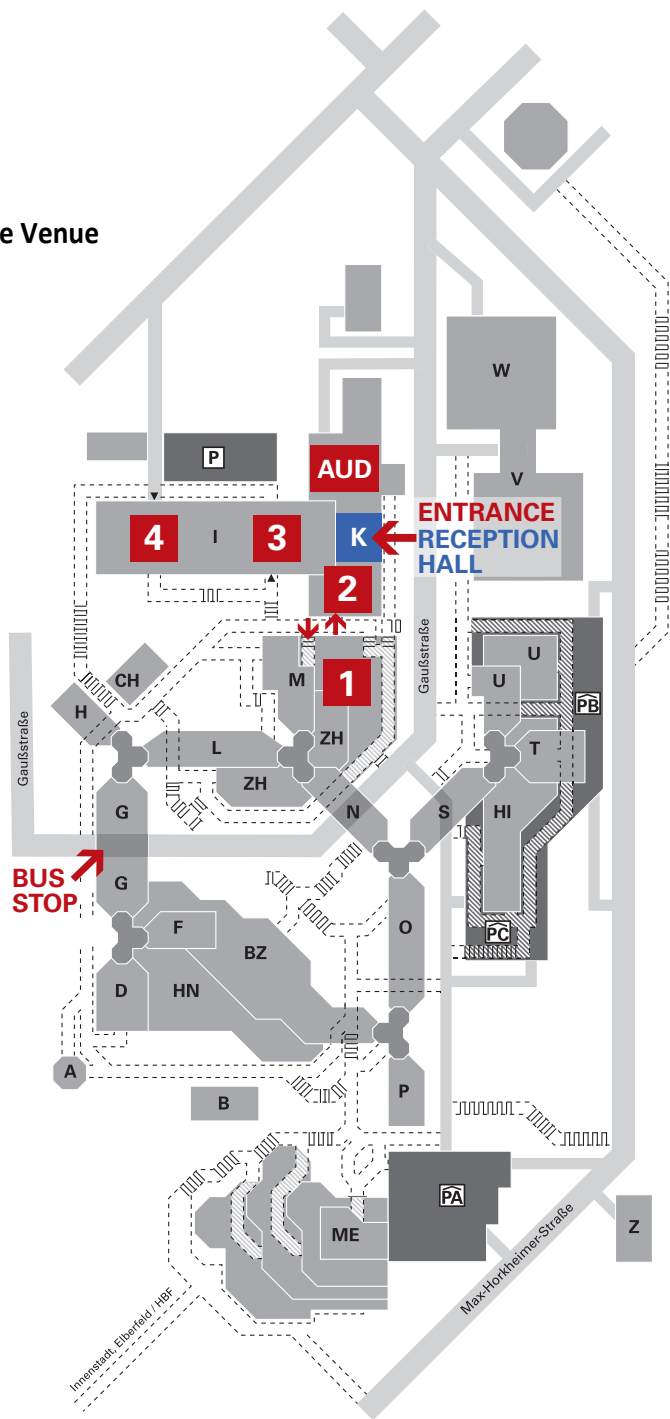 e Venue
W
P
AUD
V
4
I
3
K
ENTRANCE
RECEPTION
HALL
2
Gaußstraße
U
U
CH
M
1
H
PB
Gaußstraße
L
ZH
T
ZH
G
N
S
HI
BUS
STOP
G
F
O
BZ
PC
D
HN
A
B
P
PA
ME
Z
Max-Horkheimer-Straße
Innenstadt, Elberfeld / HBF